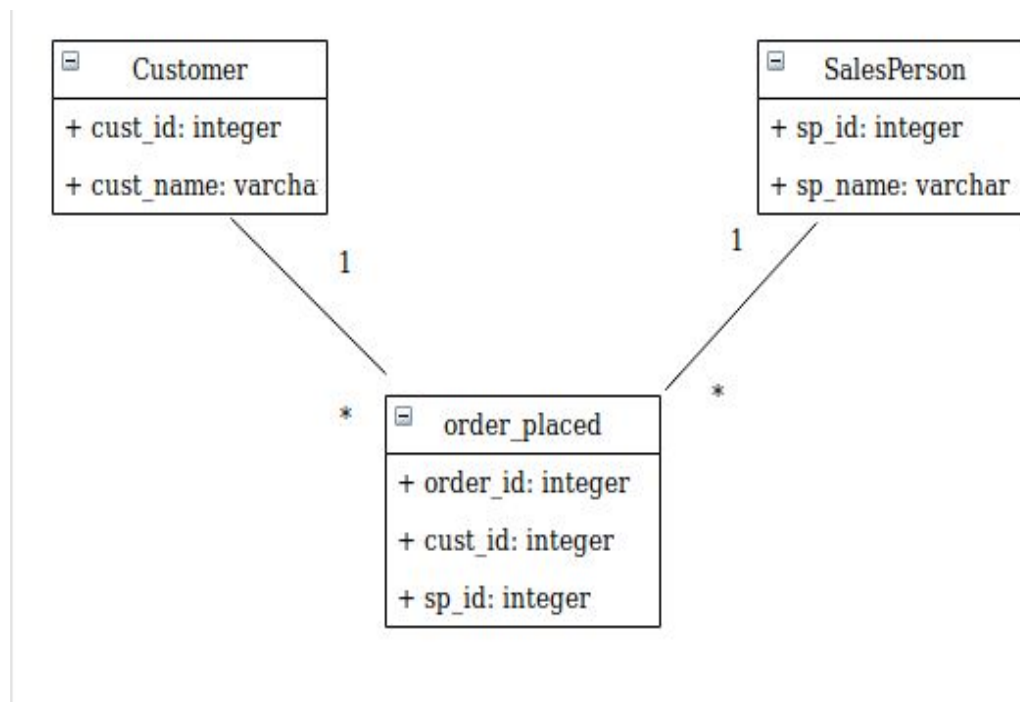 Customer
+ cust_id: integer
+ cust_name: varcha
SalesPerson
+ sp_id: integer
+ sp_name: varchar
1
1
*
*
order_placed
+ order_id: integer
+ cust_id: integer
+ sp_id: integer